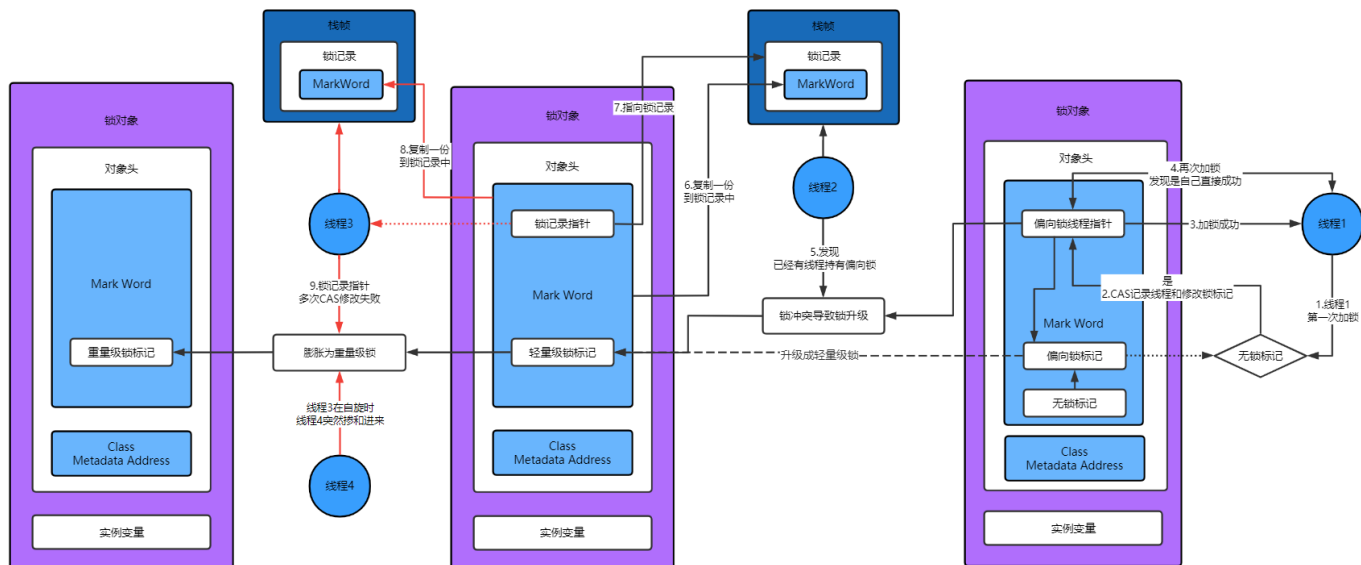 栈帧
锁记录
MarkWord
栈帧
锁记录
MarkWord
锁对象
对象头
Mark Word
重量级锁标记
Class
Metadata Address
实例变量
线程3
8.复制一份
到锁记录中
9.锁记录指针
多次CAS修改失败
膨胀为重量级锁
线程3在自旋时
线程4突然掺和进来
线程4
锁对象
对象头
锁记录指针
Mark Word
轻量级锁标记
Class
Metadata Address
实例变量
7.指向锁记录
6.复制一份
到锁记录中
线程2
5.发现
已经有线程持有偏向锁
锁冲突导致锁升级
升级成轻量级锁
锁对象
对象头
偏向锁线程指针
Mark Word
偏向锁标记
无锁标记
Class
Metadata Address
实例变量
4.再次加锁
发现是自己直接成功
3.加锁成功
线程1
是
2.CAS记录线程和修改锁标记
1.线程1
第一次加锁
无锁标记